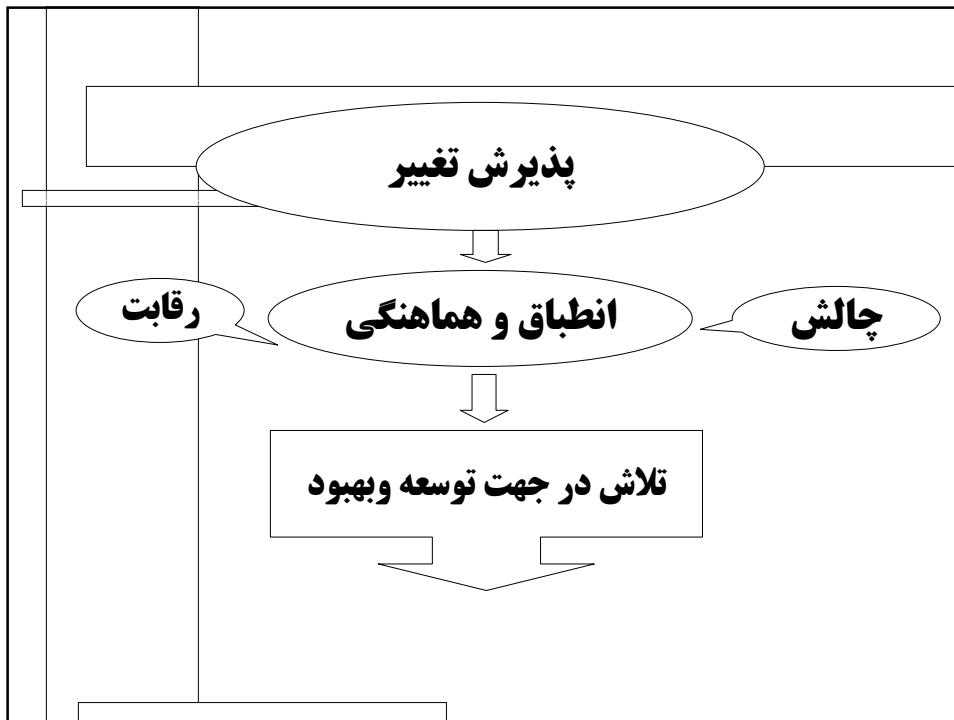 پذیرش تغییر
چالش
انطباق و هماهنگی
رقابت
تلاش در جهت توسعه وبهبود